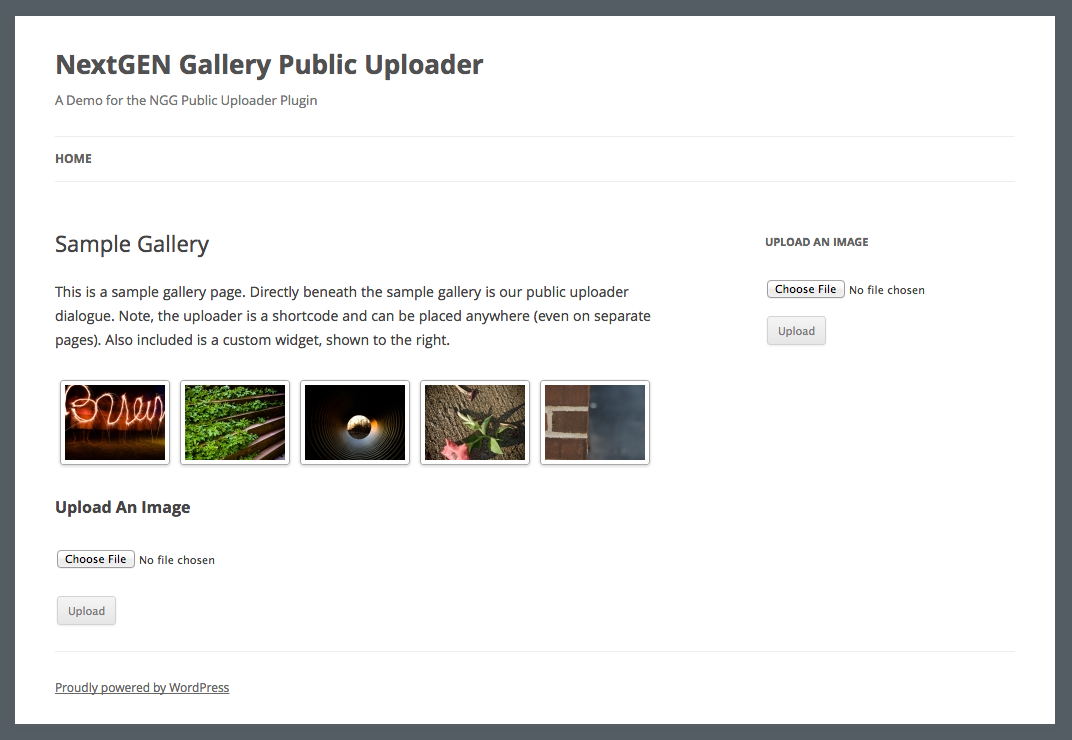 NextGEN Gallery Public Uploader
A Demo for the NGG Public Uploader Plugin
HOME
Sample Gallery
This is a sample gallery page. Directly beneath the sample gallery is our public uploader
dialogue. Note, the uploader is a shortcode and can be placed anywhere (even on separate
pages). Also included is a custom widget, shown to the right.
Upload An Image
Choose File No file chosen
Upload
UPLOAD AN IMAGE
Choose File No file chosen
Upload
Proudly powered by WordPress